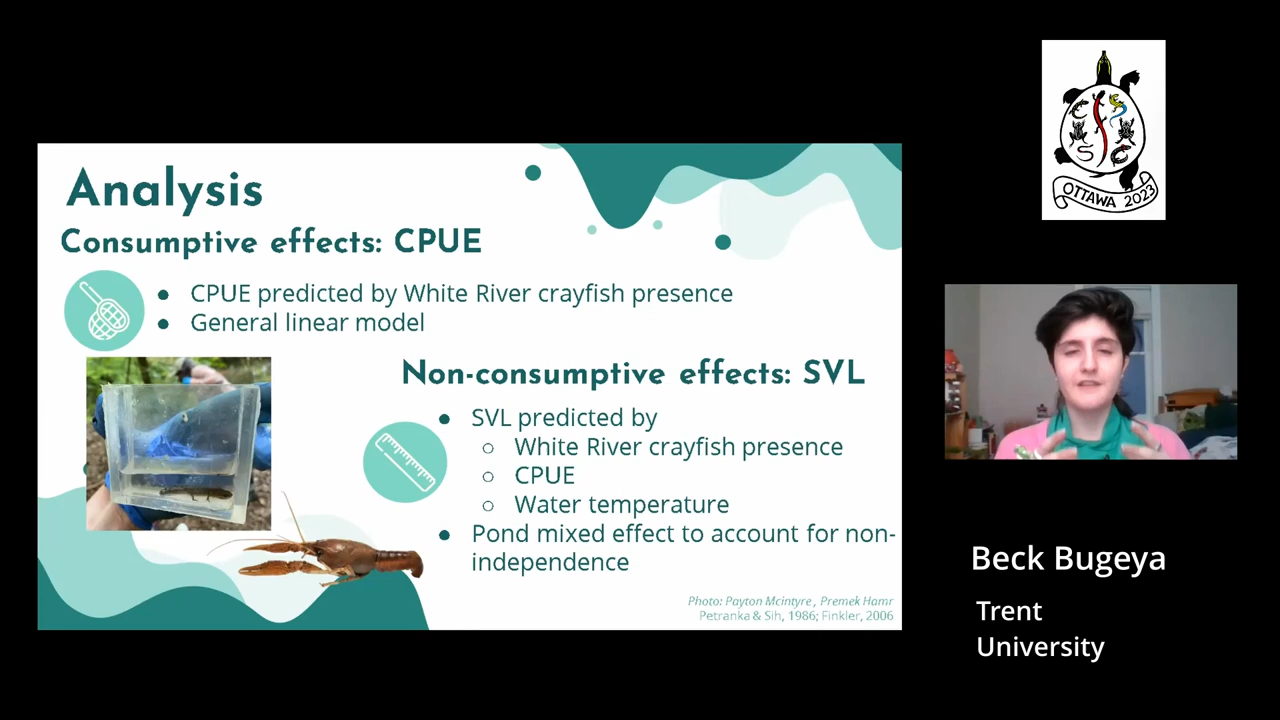 Analysis
Consumptive effects: CPUE
● CPUE predicted by White River crayfish presence
● General linear model
Non-consumptive effects: SVL
● SVL predicted by
○ White River crayfish presence
○ CPUE
○ Water temperature
● Pond mixed effect to account for non-
independence
Photo: Payton Mcintyre, Premek Hamr
Petranka & Sih, 1986; Finkler, 2006
OTTAWA 2023
Beck Bugeya
Trent
University